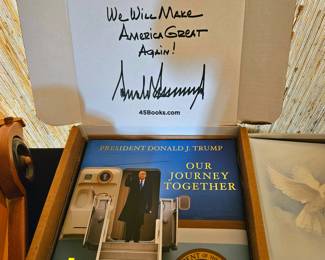 We Will Make
America Great
Again!
45Books.com
PRESIDENT DONALD J. TRUMP
OUR
JOURNEY
TOGETHER